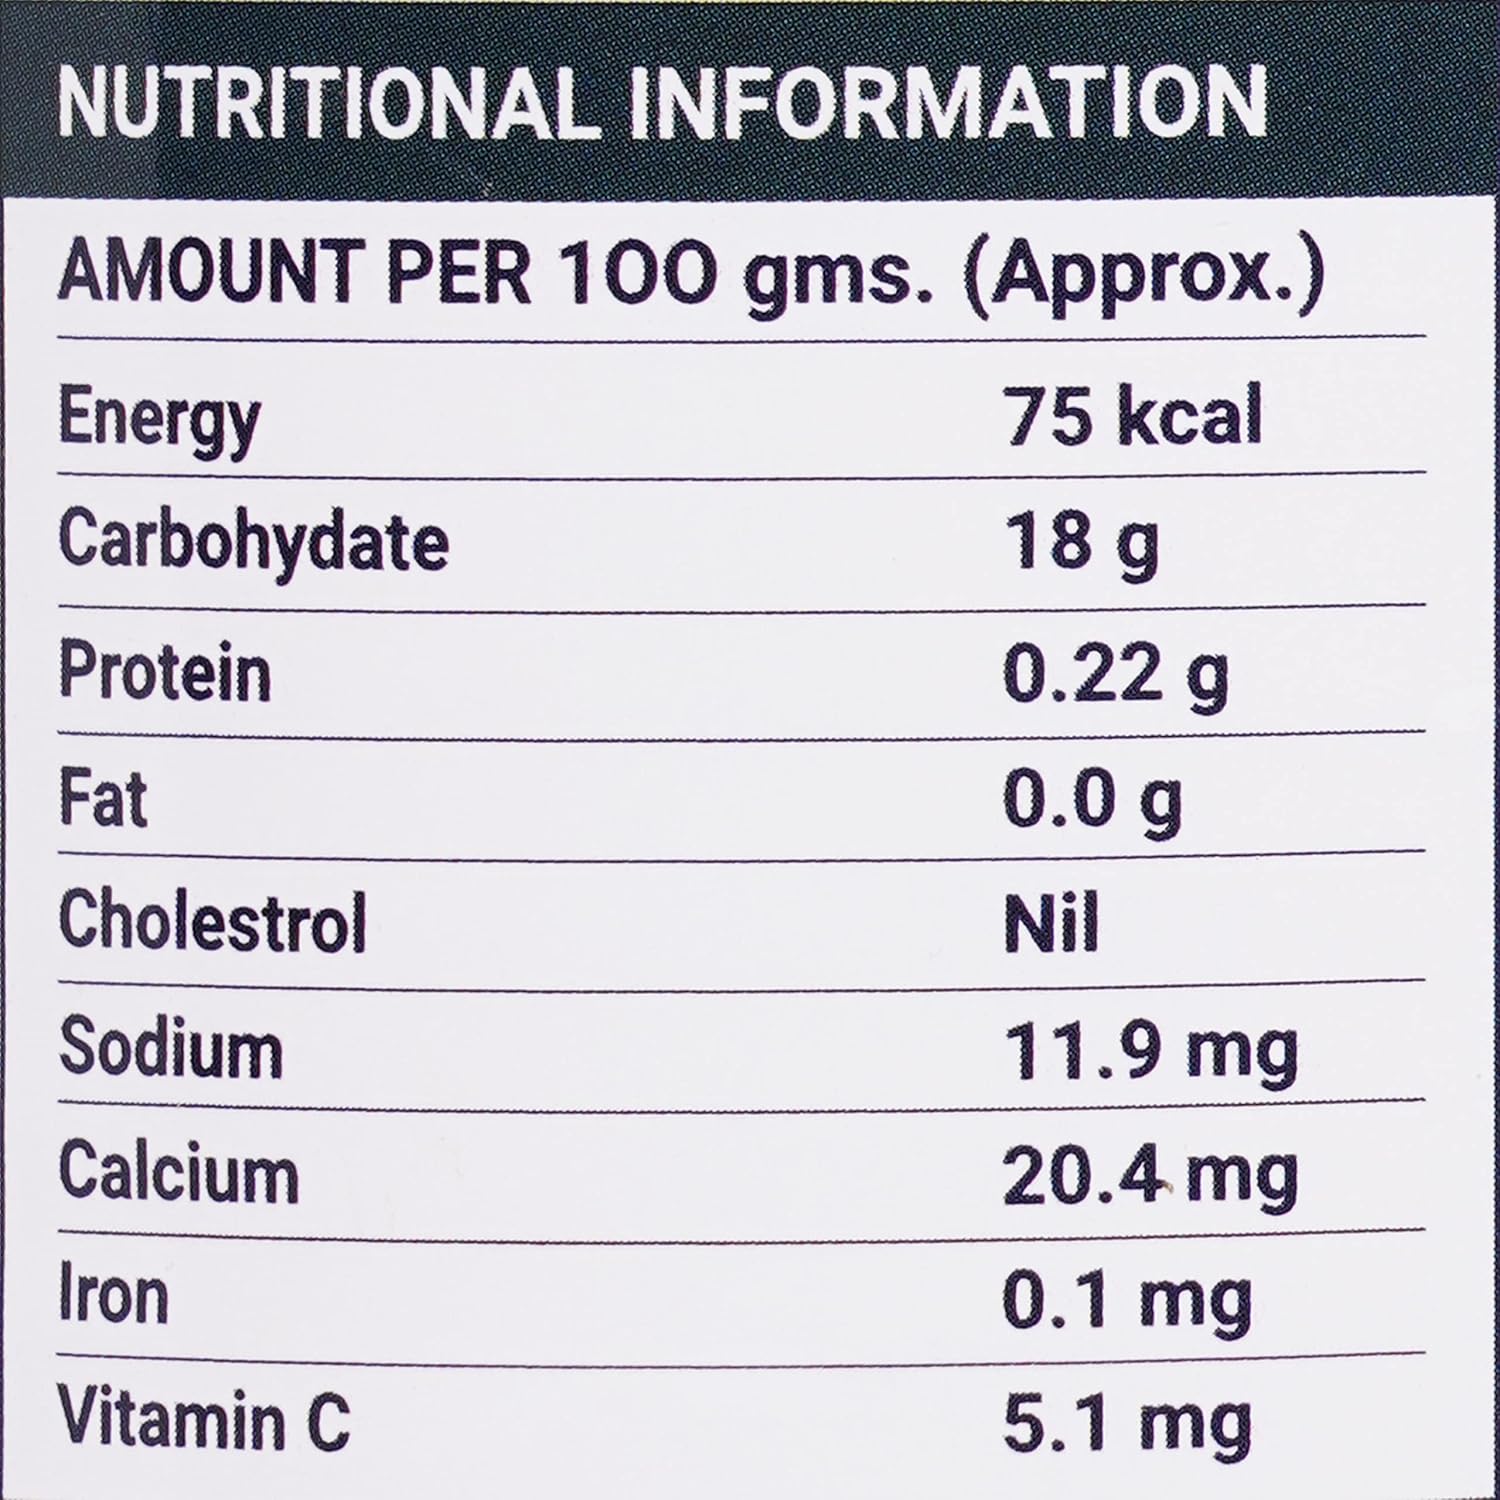 NUTRITIONAL INFORMATION
AMOUNT PER 100 gms. (Approx.)
Energy 75 kcal
Carbohydate 18 g
Protein 0.22 g
Fat 0.0 g
Cholestrol Nil
Sodium 11.9 mg
Calcium 20.4 mg
Iron 0.1 mg
Vitamin C 5.1 mg